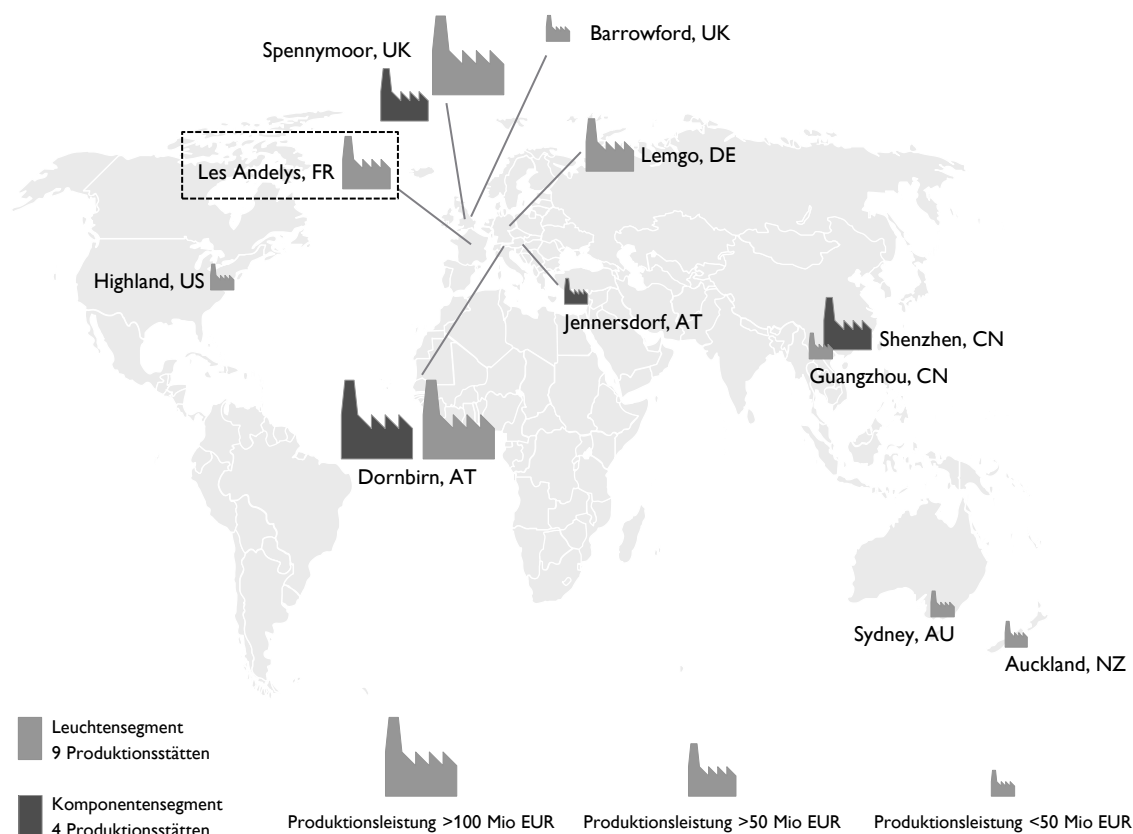 Barrowford, UK
Spennymoor, UK
Lemgo, DE
Les Andelys, FR
Highland, US
Jennersdorf, AT
Shenzhen, CN
Guangzhou, CN
Dornbirn, AT
Sydney, AU
Auckland, NZ
Leuchtensegment
9 Produktionsstätten
Komponentensegment
4 Produktionsstätten
Produktionsleistung >100 Mio EUR
Produktionsleistung >50 Mio EUR
Produktionsleistung <50 Mio EUR